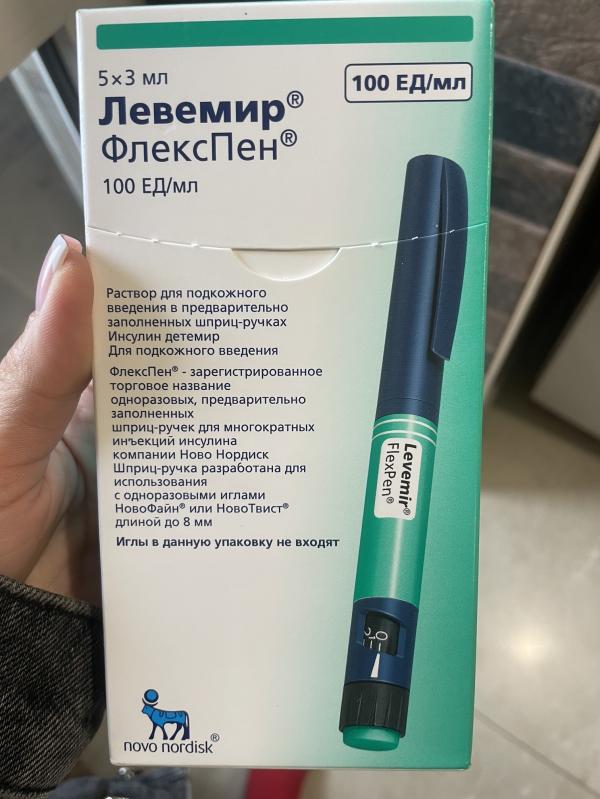 5×3 мл
100 ЕД/мл
Левемир®
ФлексПен®
100 ЕД/мл
Раствор для подкожного
введения в предварительно
заполненных шприц-ручках
Инсулин детемир
Для подкожного введения
ФлексПен® - зарегистрированное
торговое название
одноразовых, предварительно
заполненных
шприц-ручек для многократных
инъекций инсулина
компании Ново Нордиск
Шприц-ручка разработана для
использования
с одноразовыми иглами
НовоФайн® или НовоТвист®
длиной до 8 мм
Иглы в данную упаковку не входят
Levemir®
FlexPen®
novo nordisk®